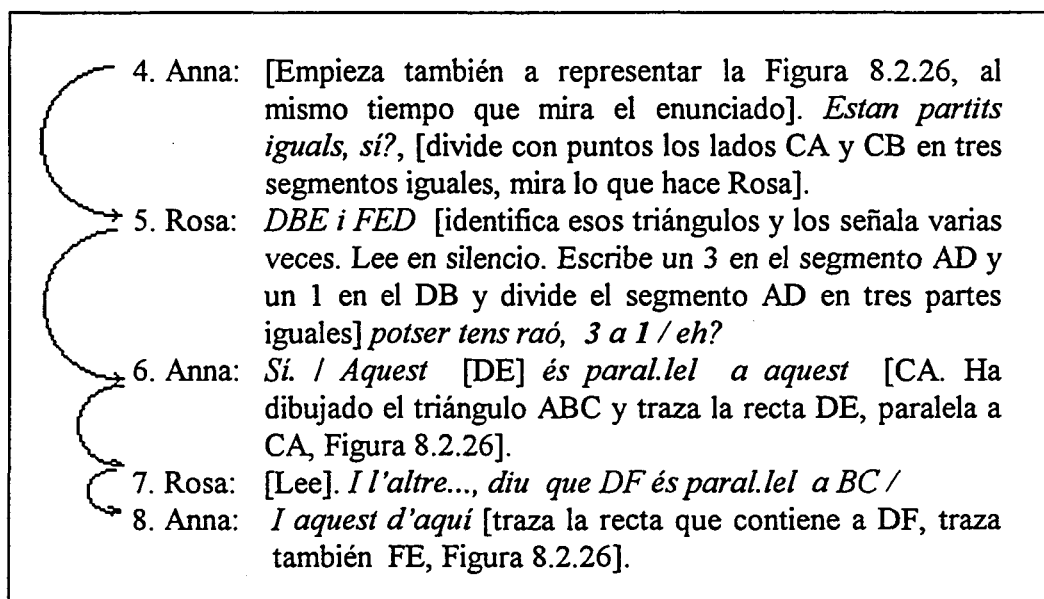 4. Anna: [Empieza también a representar la Figura 8.2.26, al
mismo tiempo que mira el enunciado]. Estan partits
iguals, sí?, [divide con puntos los lados CA y CB en tres
segmentos iguales, mira lo que hace Rosa].
5. Rosa: DBE i FED [identifica esos triángulos y los señala varias
veces. Lee en silencio. Escribe un 3 en el segmento AD y
un 1 en el DB y divide el segmento AD en tres partes
iguales] potser tens raó, 3 a 1 / eh?
6. Anna: Sí. / Aquest [DE] és paral.lel a aquest [CA. Ha
dibujado el triángulo ABC y traza la recta DE, paralela a
CA, Figura 8.2.26].
7. Rosa: [Lee]. I l'altre..., diu que DF és paral.lel a BC /
8. Anna: I aquest d'aquí [traza la recta que contiene a DF, traza
también FE, Figura 8.2.26].